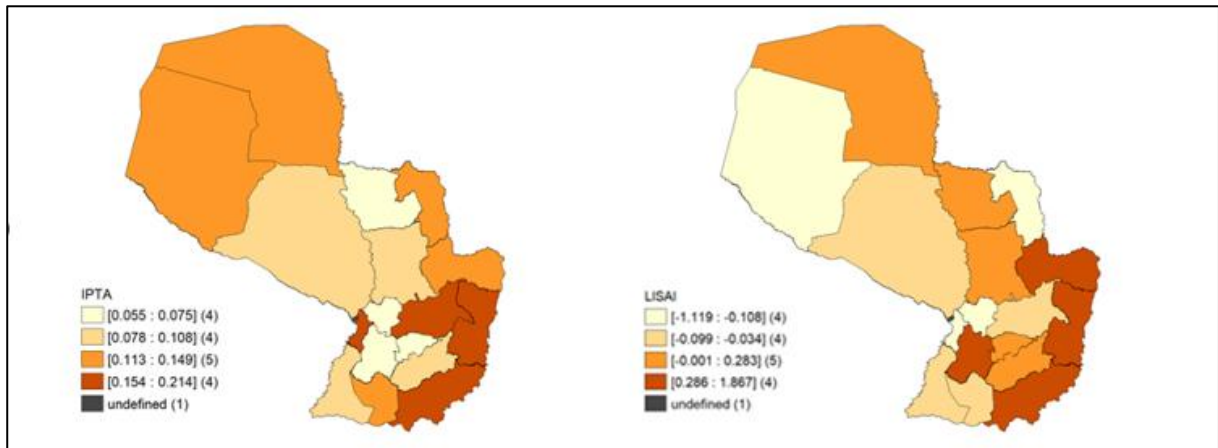 IPTA
[0.055 : 0.075] (4)
[0.078 : 0.108] (4)
[0.113 : 0.149] (5)
[0.154 : 0.214] (4)
undefined (1)
LISAI
[-1.119 : -0.108] (4)
[-0.099 : -0.034] (4)
[-0.001 : 0.283] (5)
[0.286 : 1.867] (4)
undefined (1)